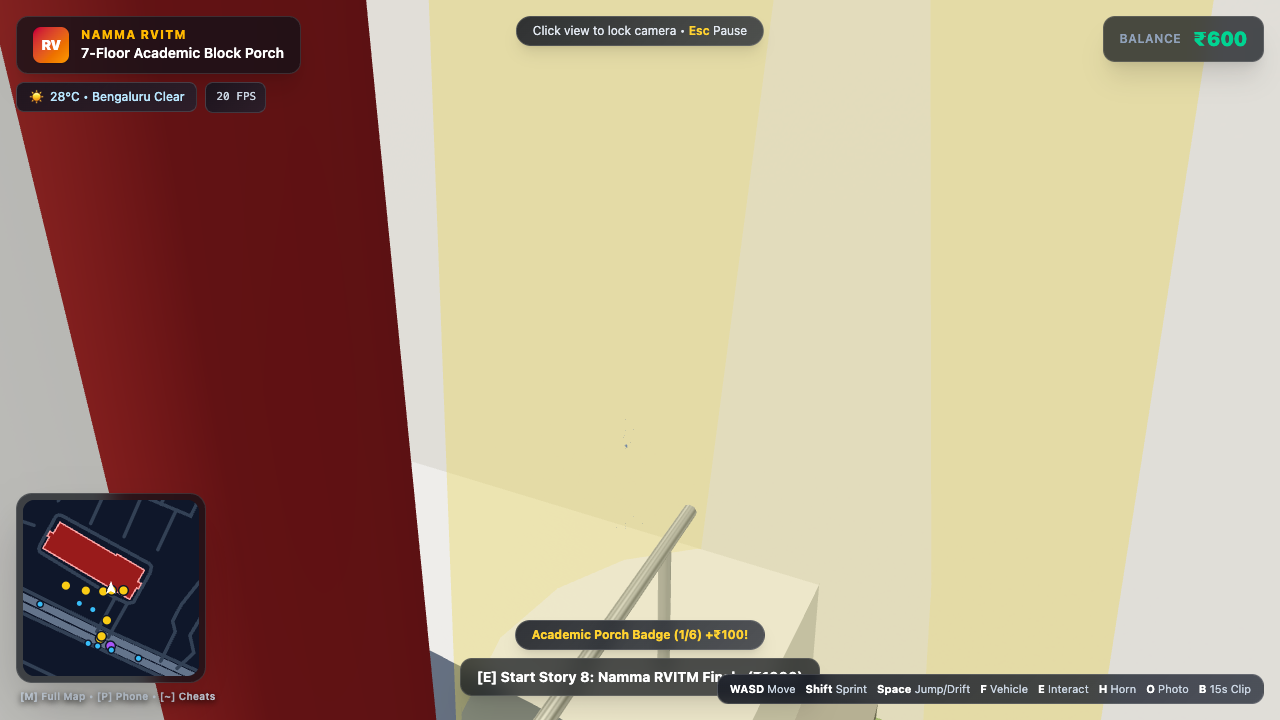 RV
NAMMA RVITM
7-Floor Academic Block Porch
☀️ 28°C • Bengaluru Clear
20 FPS
Click view to lock camera • Esc Pause
BALANCE ₹600
[M] Full Map • [P] Phone • [~] Cheats
Academic Porch Badge (1/6) +₹100!
[E] Start Story 8: Namma RVITM
WASD Move Shift Sprint Space Jump/Drift F Vehicle E Interact H Horn O Photo B 15s Clip